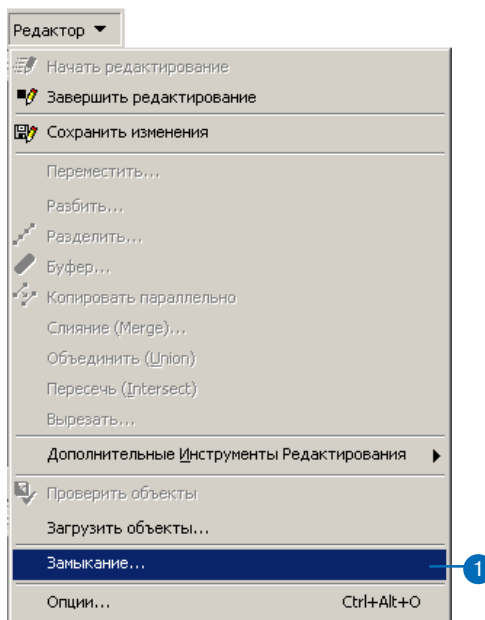 Редактор
Начать редактирование
Завершить редактирование
Сохранить изменения
Переместить...
Разбить...
Разделить...
Буфер...
Копировать параллельно
Слияние (Merge)...
Объединить (Union)
Пересечь (Intersect)
Вырезать...
Дополнительные Инструменты Редактирования
Проверить объекты
Загрузить объекты...
Замыкание... 1
Опции... Ctrl+Alt+O